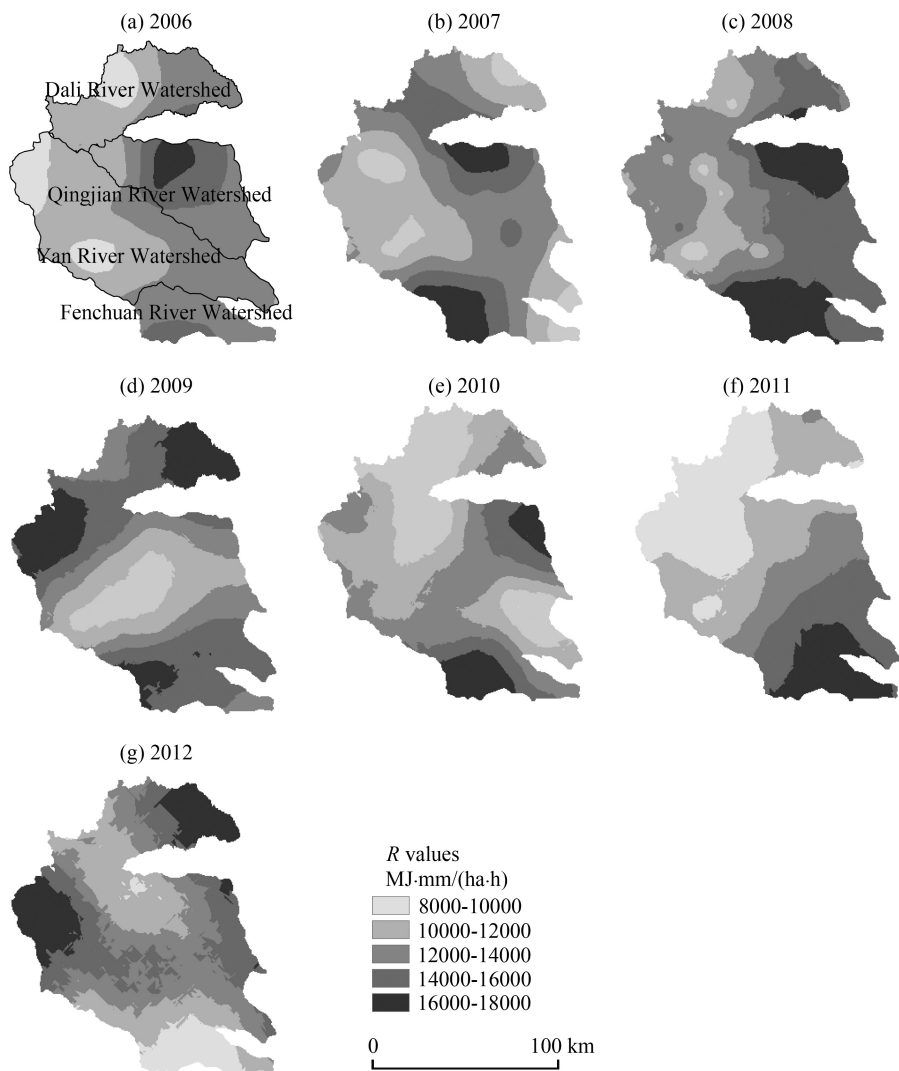 (a) 2006
(b) 2007
(c) 2008
Dali River Watershed
Qingjian River Watershed
Yan River Watershed
Fenchuan River Watershed
(d) 2009
(e) 2010
(f) 2011
(g) 2012
R values
MJ·mm/(ha·h)
8000-10000
10000-12000
12000-14000
14000-16000
16000-18000
0 100 km